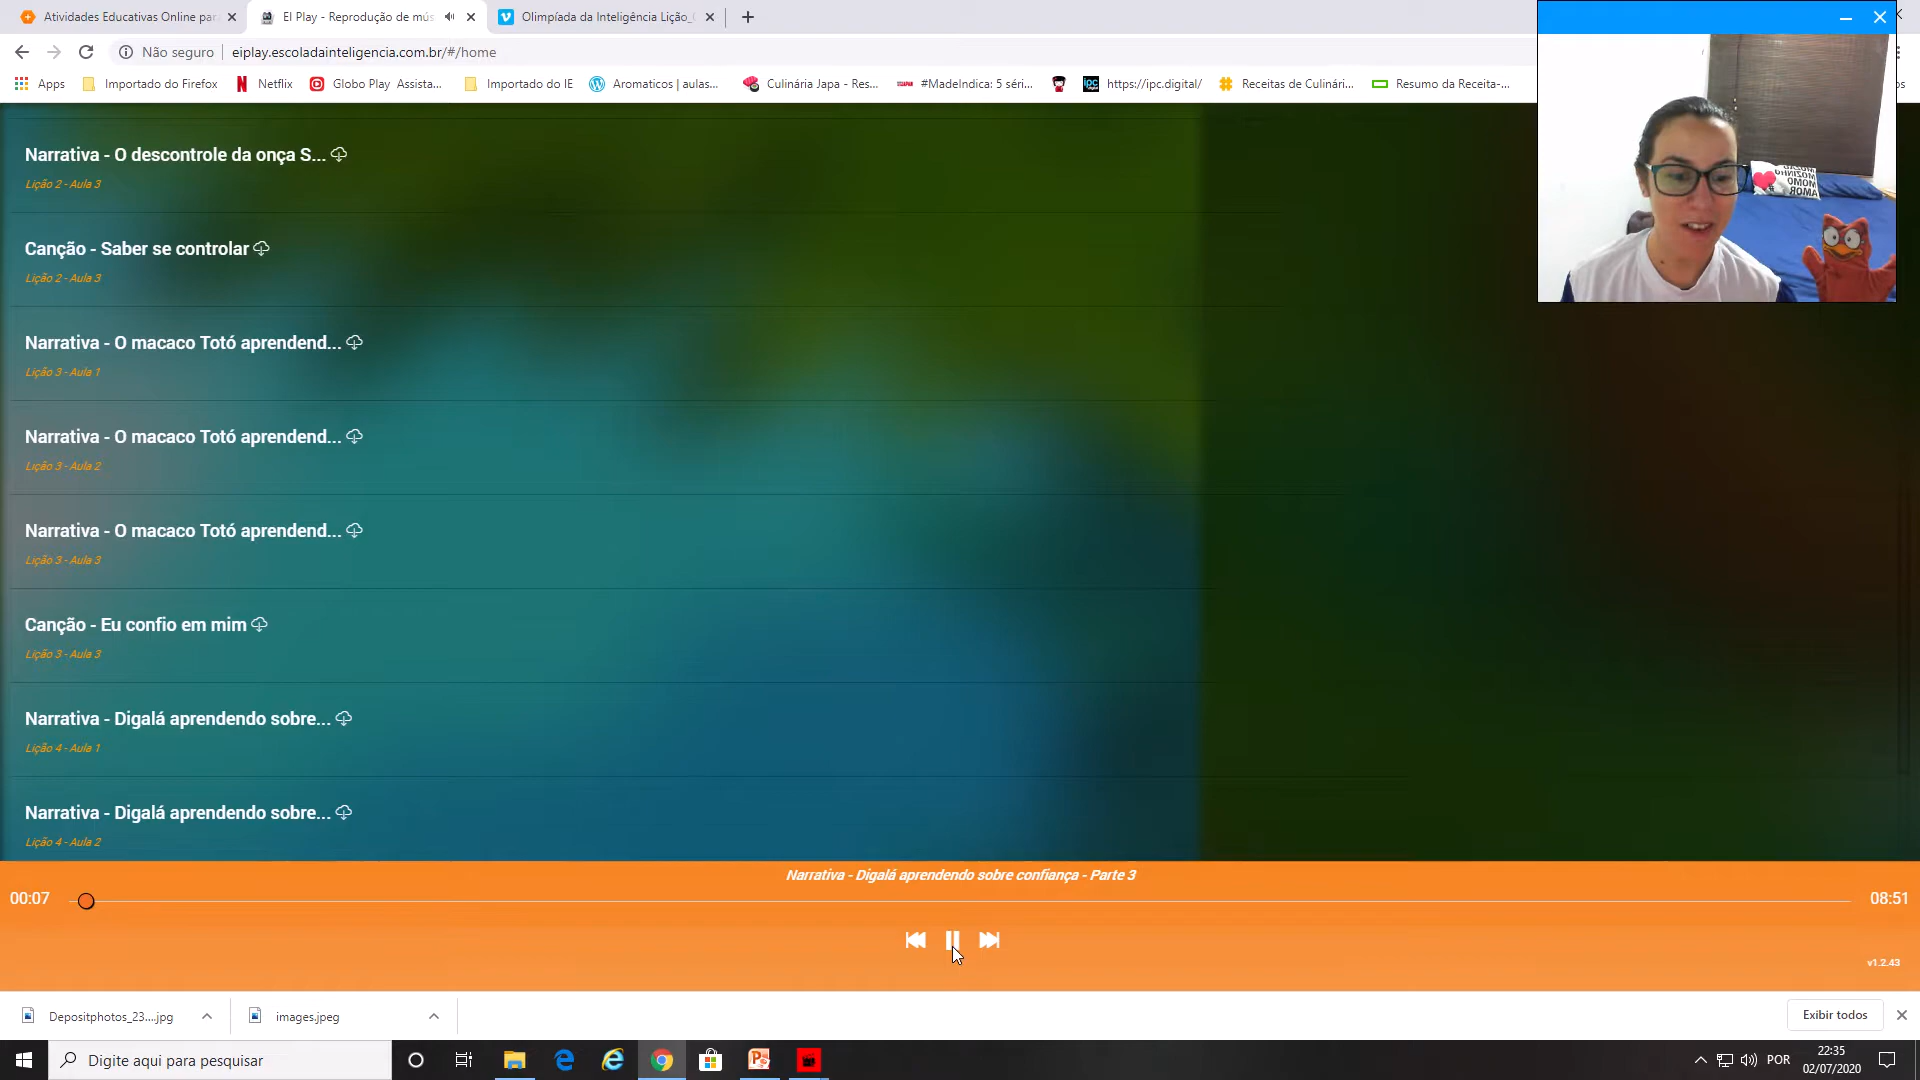 Atividades Educativas Online par
EI Play - Reprodução de mús
Olimpíada da Inteligência Lição_
Não seguro
eiplay.escoladainteligencia.com.br/#/home
Apps
Importado do Firefox
Netflix
Globo Play Assista...
Importado do IE
Aromaticos | aulas...
Culinária Japa - Res...
#MadeIndica: 5 séri...
https://ipc.digital/
Receitas de Culinári...
Resumo da Receita-...
Narrativa - O descontrole da onça S...
Lição 2 - Aula 3
Canção - Saber se controlar
Lição 2 - Aula 3
Narrativa - O macaco Totó aprendend...
Lição 3 - Aula 1
Narrativa - O macaco Totó aprendend...
Lição 3 - Aula 2
Narrativa - O macaco Totó aprendend...
Lição 3 - Aula 3
Canção - Eu confio em mim
Lição 3 - Aula 3
Narrativa - Digalá aprendendo sobre...
Lição 4 - Aula 1
Narrativa - Digalá aprendendo sobre...
Lição 4 - Aula 2
Narrativa - Digalá aprendendo sobre confiança - Parte 3
00:07
08:51
v1.2.43
Depositphotos_23....jpg
images.jpeg
Exibir todos
Digite aqui para pesquisar
POR
22:35
02/07/2020